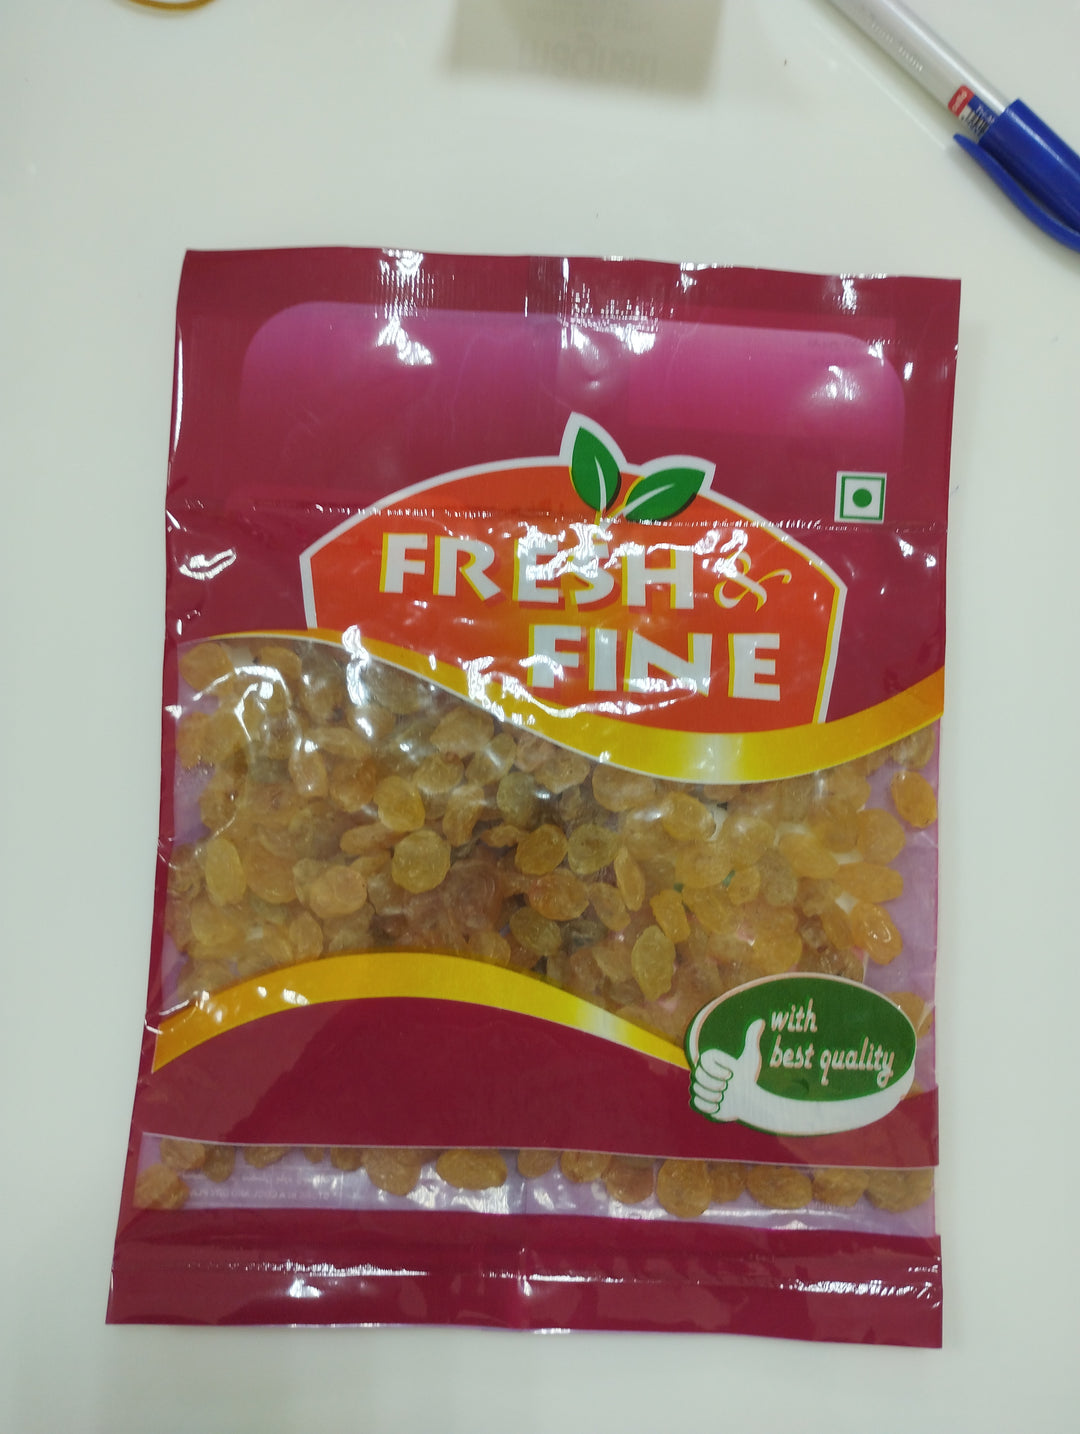 FRESH &
FINE
with
best quality